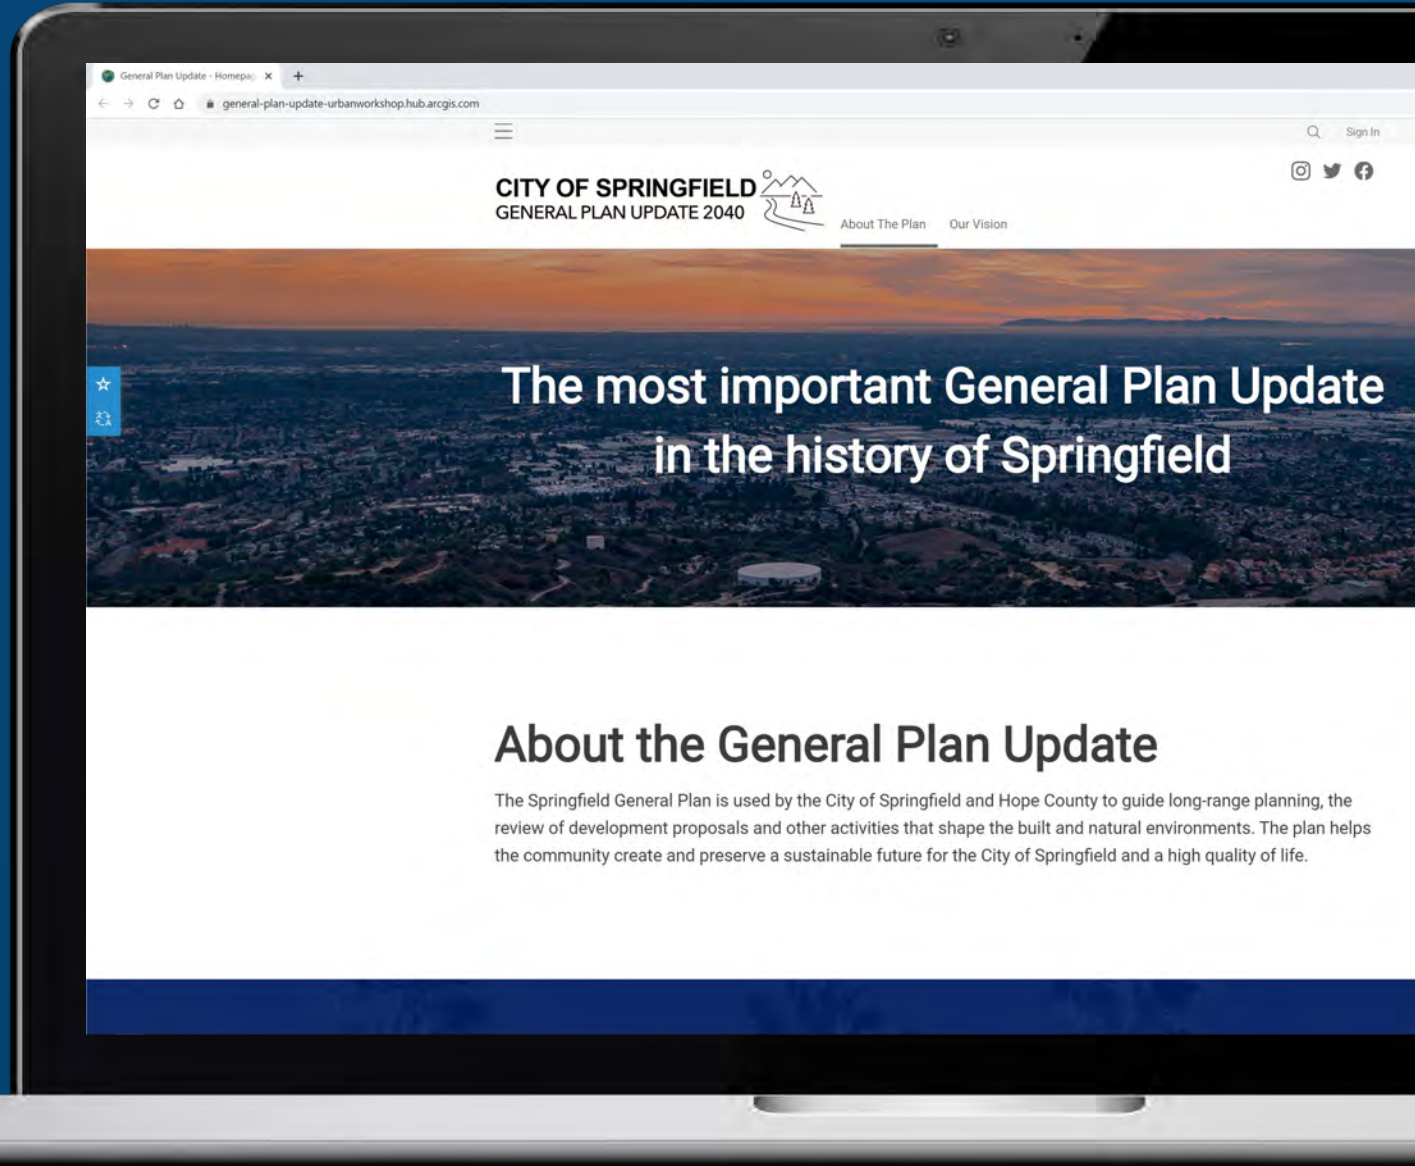 General Plan Update - Homepag
general-plan-update-urbanworkshop.hub.arcgis.com
Sign In
CITY OF SPRINGFIELD
GENERAL PLAN UPDATE 2040
About The Plan Our Vision
The most important General Plan Update
in the history of Springfield
About the General Plan Update
The Springfield General Plan is used by the City of Springfield and Hope County to guide long-range planning, the
review of development proposals and other activities that shape the built and natural environments. The plan helps
the community create and preserve a sustainable future for the City of Springfield and a high quality of life.